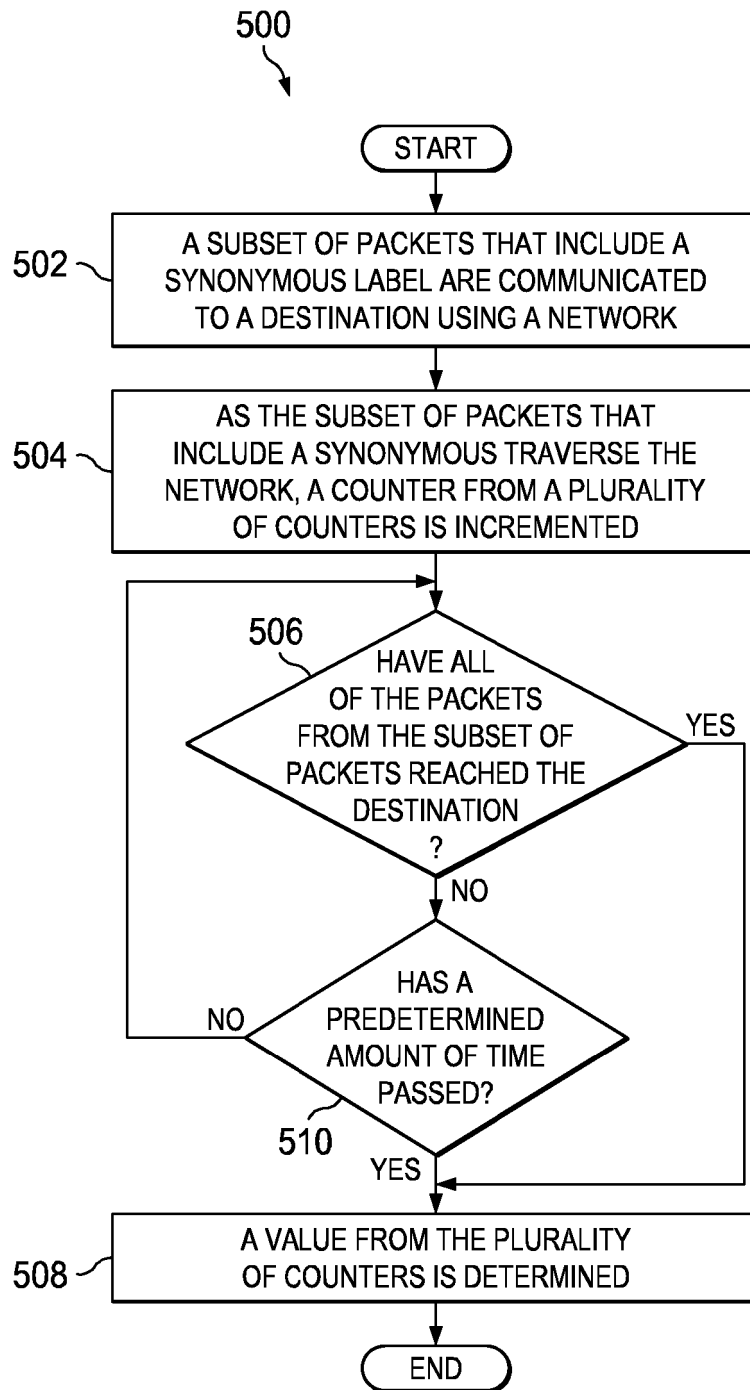 500
START
502
A SUBSET OF PACKETS THAT INCLUDE A
SYNONYMOUS LABEL ARE COMMUNICATED
TO A DESTINATION USING A NETWORK
504
AS THE SUBSET OF PACKETS THAT
INCLUDE A SYNONYMOUS TRAVERSE THE
NETWORK, A COUNTER FROM A PLURALITY
OF COUNTERS IS INCREMENTED
506
HAVE ALL
OF THE PACKETS
FROM THE SUBSET OF
PACKETS REACHED THE
DESTINATION
?
YES
NO
HAS A
PREDETERMINED
AMOUNT OF TIME
PASSED?
NO
510
YES
508
A VALUE FROM THE PLURALITY
OF COUNTERS IS DETERMINED
END